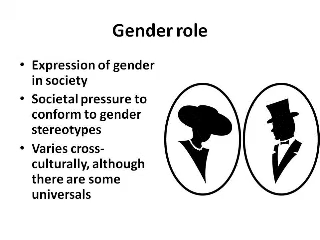 Gender role
• Expression of gender
in society
• Societal pressure to
conform to gender
stereotypes
• Varies cross-
culturally, although
there are some
universals